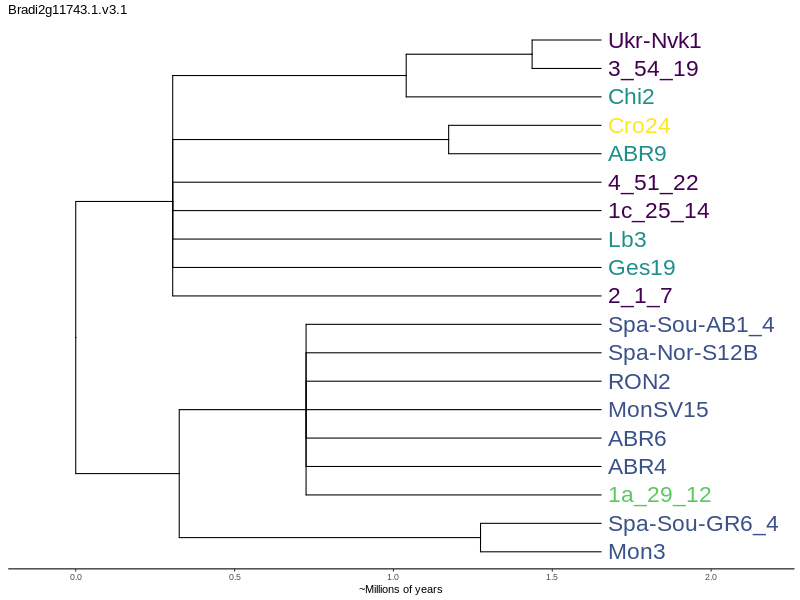 Bradi2g11743.1.v3.1
Ukr-Nvk1
3_54_19
Chi2
Cro24
ABR9
4_51_22
1c_25_14
Lb3
Ges19
2_1_7
Spa-Sou-AB1_4
Spa-Nor-S12B
RON2
MonSV15
ABR6
ABR4
1a_29_12
Spa-Sou-GR6_4
Mon3
0.0 0.5 1.0 1.5 2.0
~Millions of years